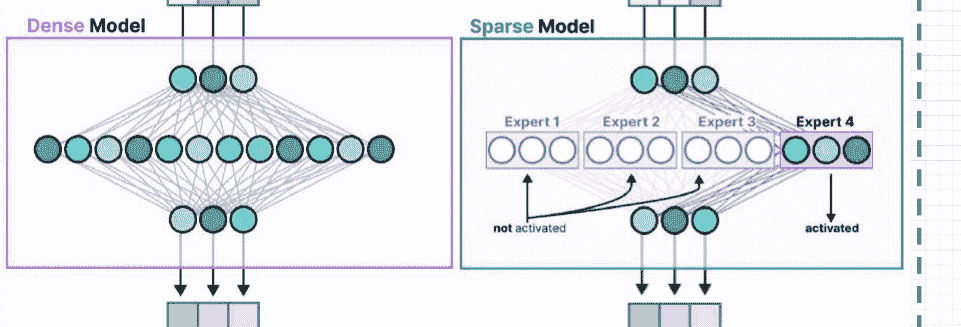 Dense Model
Sparse Model
Expert 1
Expert 2
Expert 3
Expert 4
not activated
activated